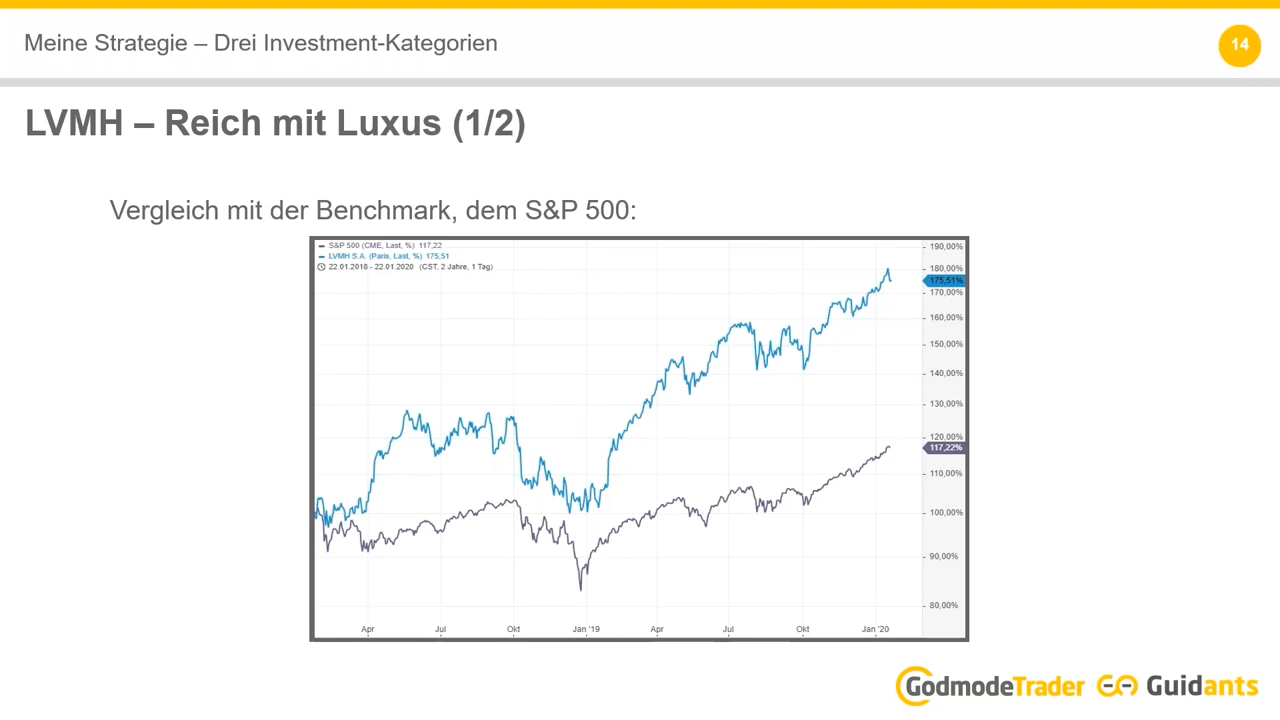 Meine Strategie – Drei Investment-Kategorien
14
LVMH – Reich mit Luxus (1/2)
Vergleich mit der Benchmark, dem S&P 500:
S&P 500 (CME, Last, %) 117,22
LVMH S.A. (Paris, Last, %) 175,51
22.01.2018 - 22.01.2020 (CST, 2 Jahre, 1 Tag)
190,00%
180,00%
175,51%
170,00%
160,00%
150,00%
140,00%
130,00%
120,00%
117,22%
110,00%
100,00%
90,00%
80,00%
Apr Jul Okt Jan '19 Apr Jul Okt Jan '20
GodmodeTrader Guidants